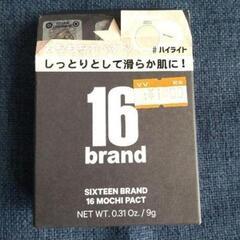 #ハイライト
しっとりとして滑らか肌に!
16
brand
SIXTEEN BRAND
16 MOCHI PACT
NET WT. 0.31 Oz. / 9g